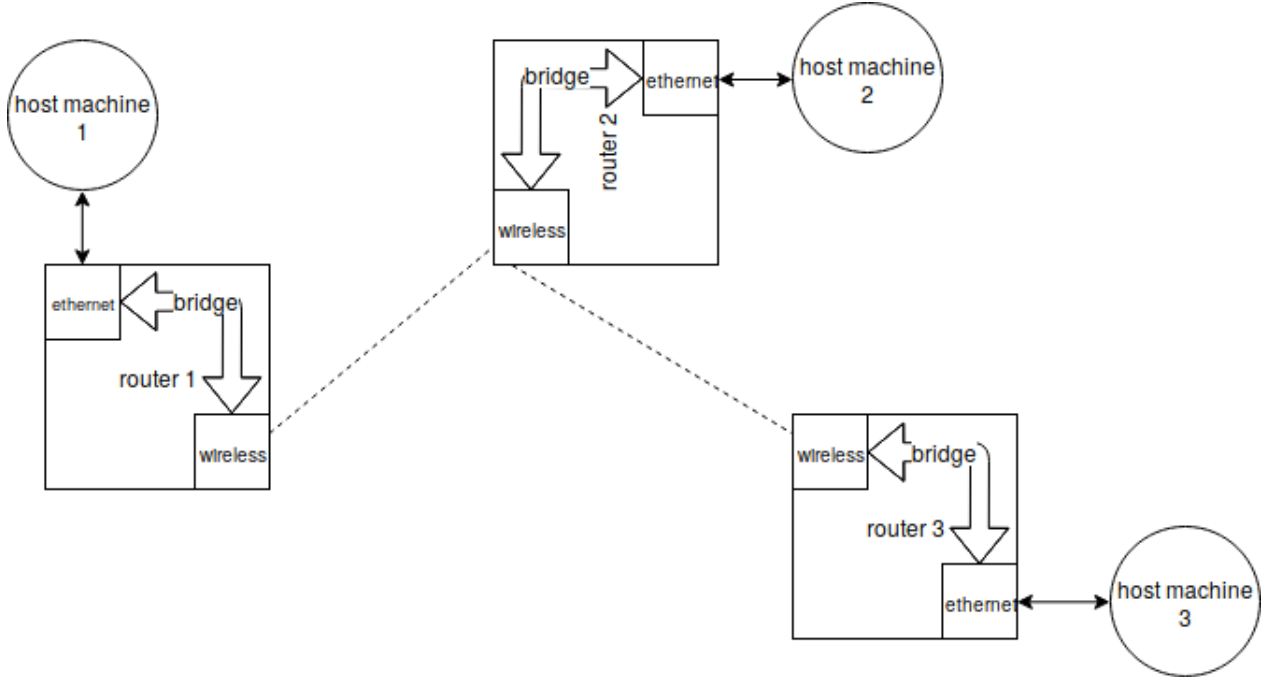 host machine
1
ethernet
bridge
router 1
wireless
bridge
ethernet
router 2
wireless
host machine
2
wireless
bridge
router 3
ethernet
host machine
3